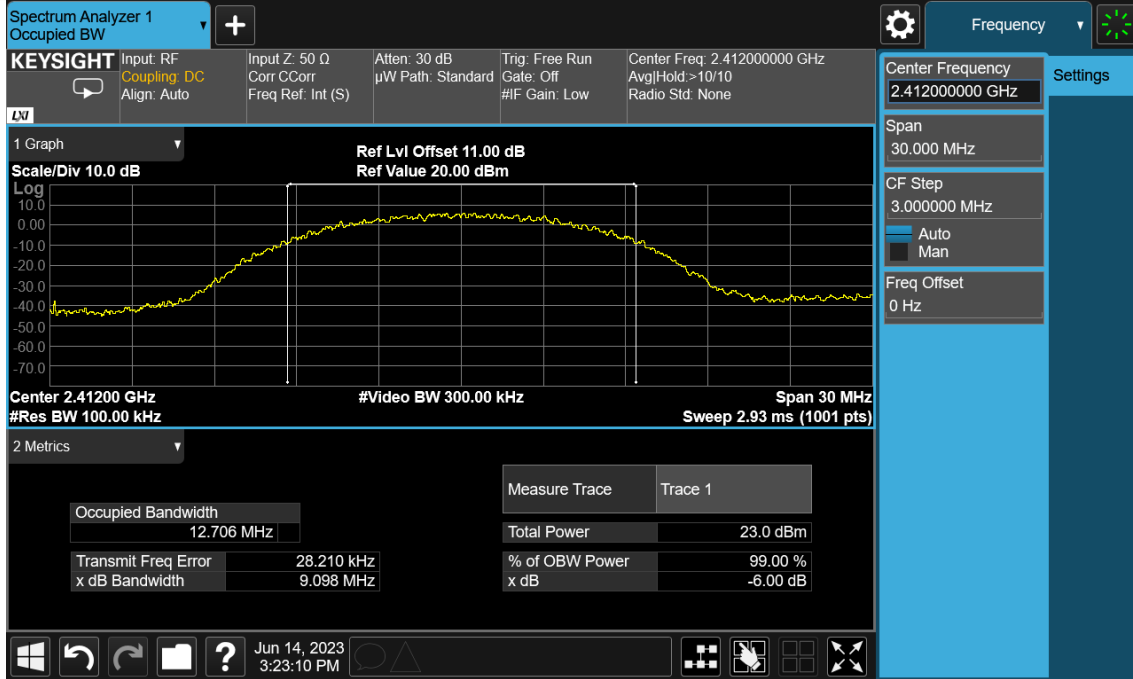 Spectrum Analyzer 1
Occupied BW
+
Frequency
KEYSIGHT
LXI
Input: RF
Coupling: DC
Align: Auto
Input Z: 50 Ω
Corr CCorr
Freq Ref: Int (S)
Atten: 30 dB
µW Path: Standard
Trig: Free Run
Gate: Off
#IF Gain: Low
Center Freq: 2.412000000 GHz
Avg|Hold:>10/10
Radio Std: None
Center Frequency
2.412000000 GHz
Settings
Span
30.000 MHz
CF Step
3.000000 MHz
Auto
Man
Freq Offset
0 Hz
1 Graph
Scale/Div 10.0 dB
Ref Lvl Offset 11.00 dB
Ref Value 20.00 dBm
Log
10.0
0.00
-10.0
-20.0
-30.0
-40.0
-50.0
-60.0
-70.0
Center 2.41200 GHz
#Video BW 300.00 kHz
Span 30 MHz
#Res BW 100.00 kHz
Sweep 2.93 ms (1001 pts)
2 Metrics
Occupied Bandwidth
12.706 MHz
Transmit Freq Error 28.210 kHz
x dB Bandwidth 9.098 MHz
Measure Trace Trace 1
Total Power 23.0 dBm
% of OBW Power 99.00 %
x dB -6.00 dB
?
Jun 14, 2023
3:23:10 PM